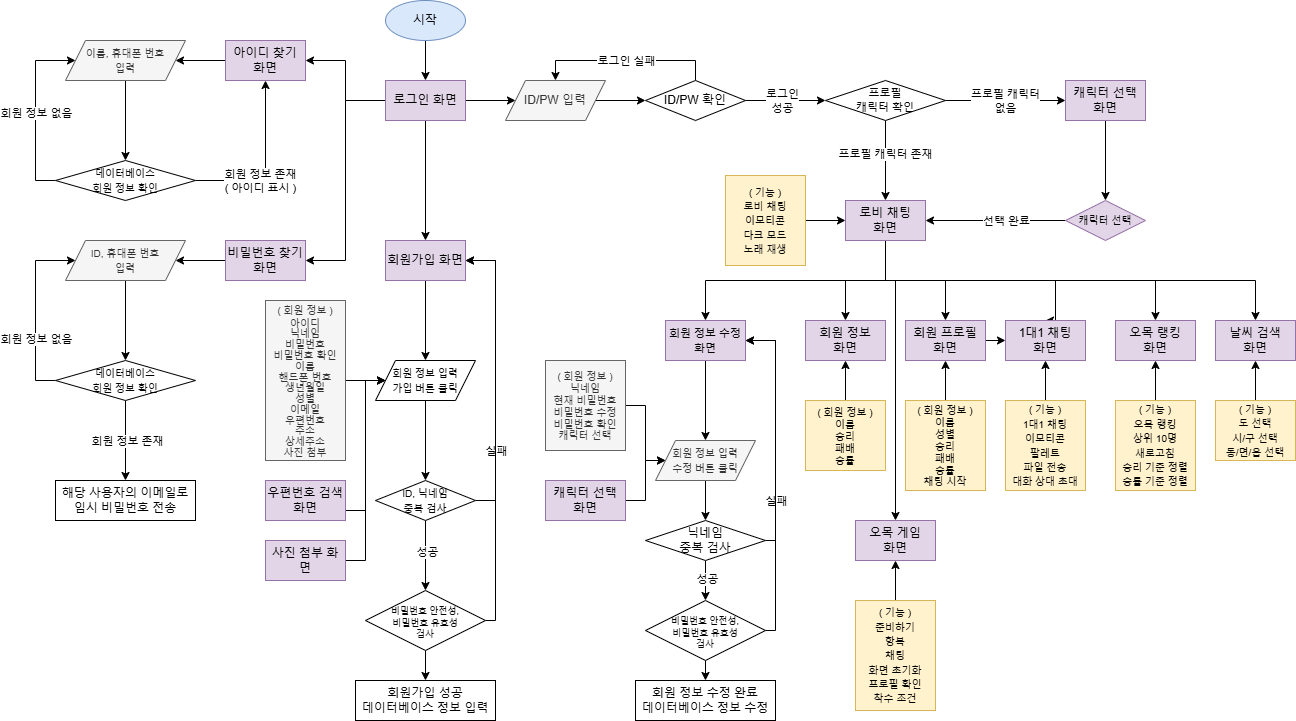 시작
이름, 휴대폰 번호
입력
아이디 찾기
화면
로그인 화면
ID/PW 입력
로그인 실패
ID/PW 확인
로그인
성공
프로필
캐릭터 확인
프로필 캐릭터
없음
캐릭터 선택
화면
회원 정보 없음
데이터베이스
회원 정보 확인
회원 정보 존재
( 아이디 표시 )
프로필 캐릭터 존재
( 기능 )
로비 채팅
이모티콘
다크 모드
노래 재생
로비 채팅
화면
선택 완료
캐릭터 선택
ID, 휴대폰 번호
입력
비밀번호 찾기
화면
회원가입 화면
회원 정보 없음
데이터베이스
회원 정보 확인
회원 정보 존재
해당 사용자의 이메일로
임시 비밀번호 전송
( 회원 정보 )
아이디
닉네임
비밀번호
비밀번호 확인
이름
핸드폰 번호
생년월일
성별
이메일
우편번호
주소
상세주소
사진 첨부
회원 정보 입력
가입 버튼 클릭
실패
우편번호 검색
화면
사진 첨부 화
면
ID, 닉네임
중복 검사
성공
비밀번호 안전성,
비밀번호 유효성
검사
회원가입 성공
데이터베이스 정보 입력
회원 정보 수정
화면
( 회원 정보 )
닉네임
현재 비밀번호
비밀번호 수정
비밀번호 확인
캐릭터 선택
회원 정보 입력
수정 버튼 클릭
캐릭터 선택
화면
실패
닉네임
중복 검사
성공
비밀번호 안전성,
비밀번호 유효성
검사
회원 정보 수정 완료
데이터베이스 정보 수정
회원 정보
화면
회원 프로필
화면
1대1 채팅
화면
오목 랭킹
화면
날씨 검색
화면
( 회원 정보 )
이름
승리
패배
승률
( 회원 정보 )
이름
성별
승리
패배
승률
채팅 시작
( 기능 )
1대1 채팅
이모티콘
팔레트
파일 전송
대화 상대 초대
( 기능 )
오목 랭킹
상위 10명
새로고침
승리 기준 정렬
승률 기준 정렬
( 기능 )
도 선택
시/구 선택
동/면/읍 선택
오목 게임
화면
( 기능 )
준비하기
항복
채팅
화면 초기화
프로필 확인
착수 조건